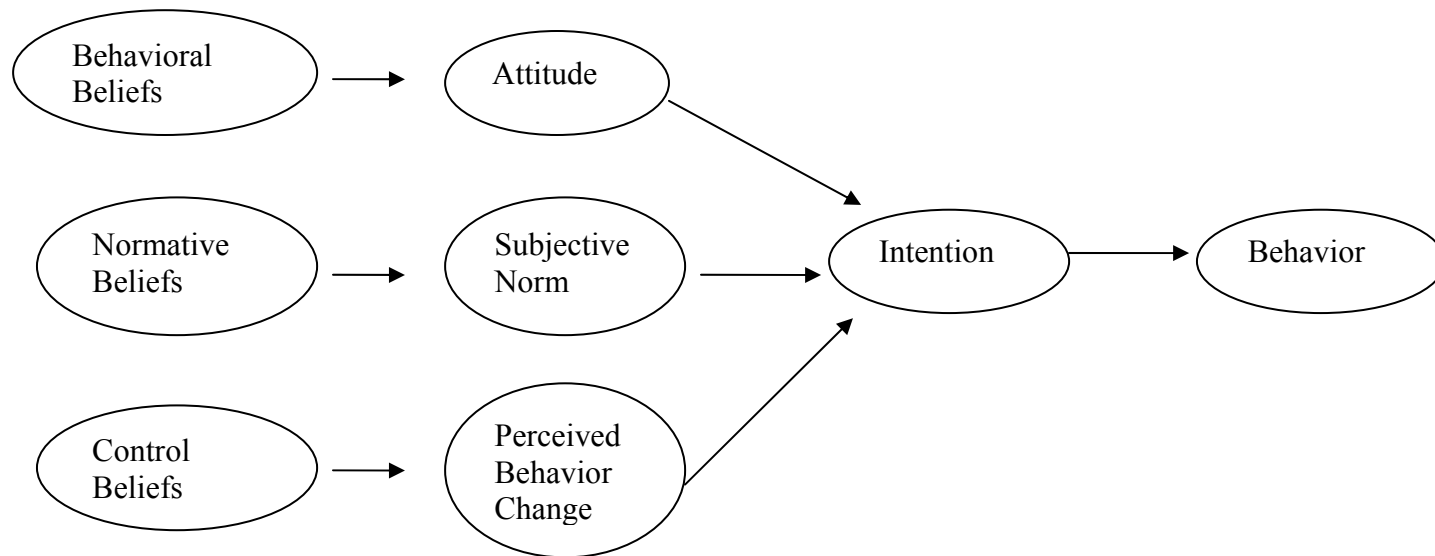 Behavioral
Beliefs
Attitude
Normative
Beliefs
Subjective
Norm
Intention
Behavior
Control
Beliefs
Perceived
Behavior
Change